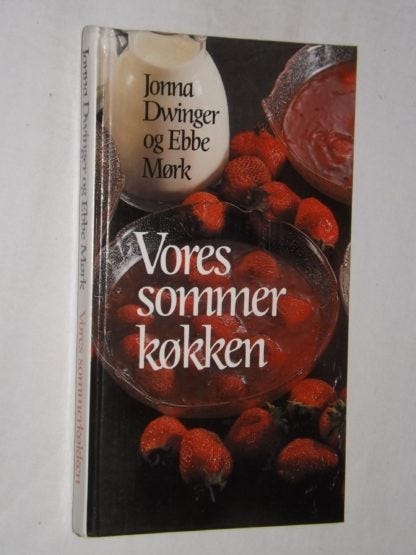 Jonna
Dwinger
og Ebbe
Mørk
Vores
sommer
køkken
Jonna Dwinger og Ebbe Mørk Vores sommerkøkken